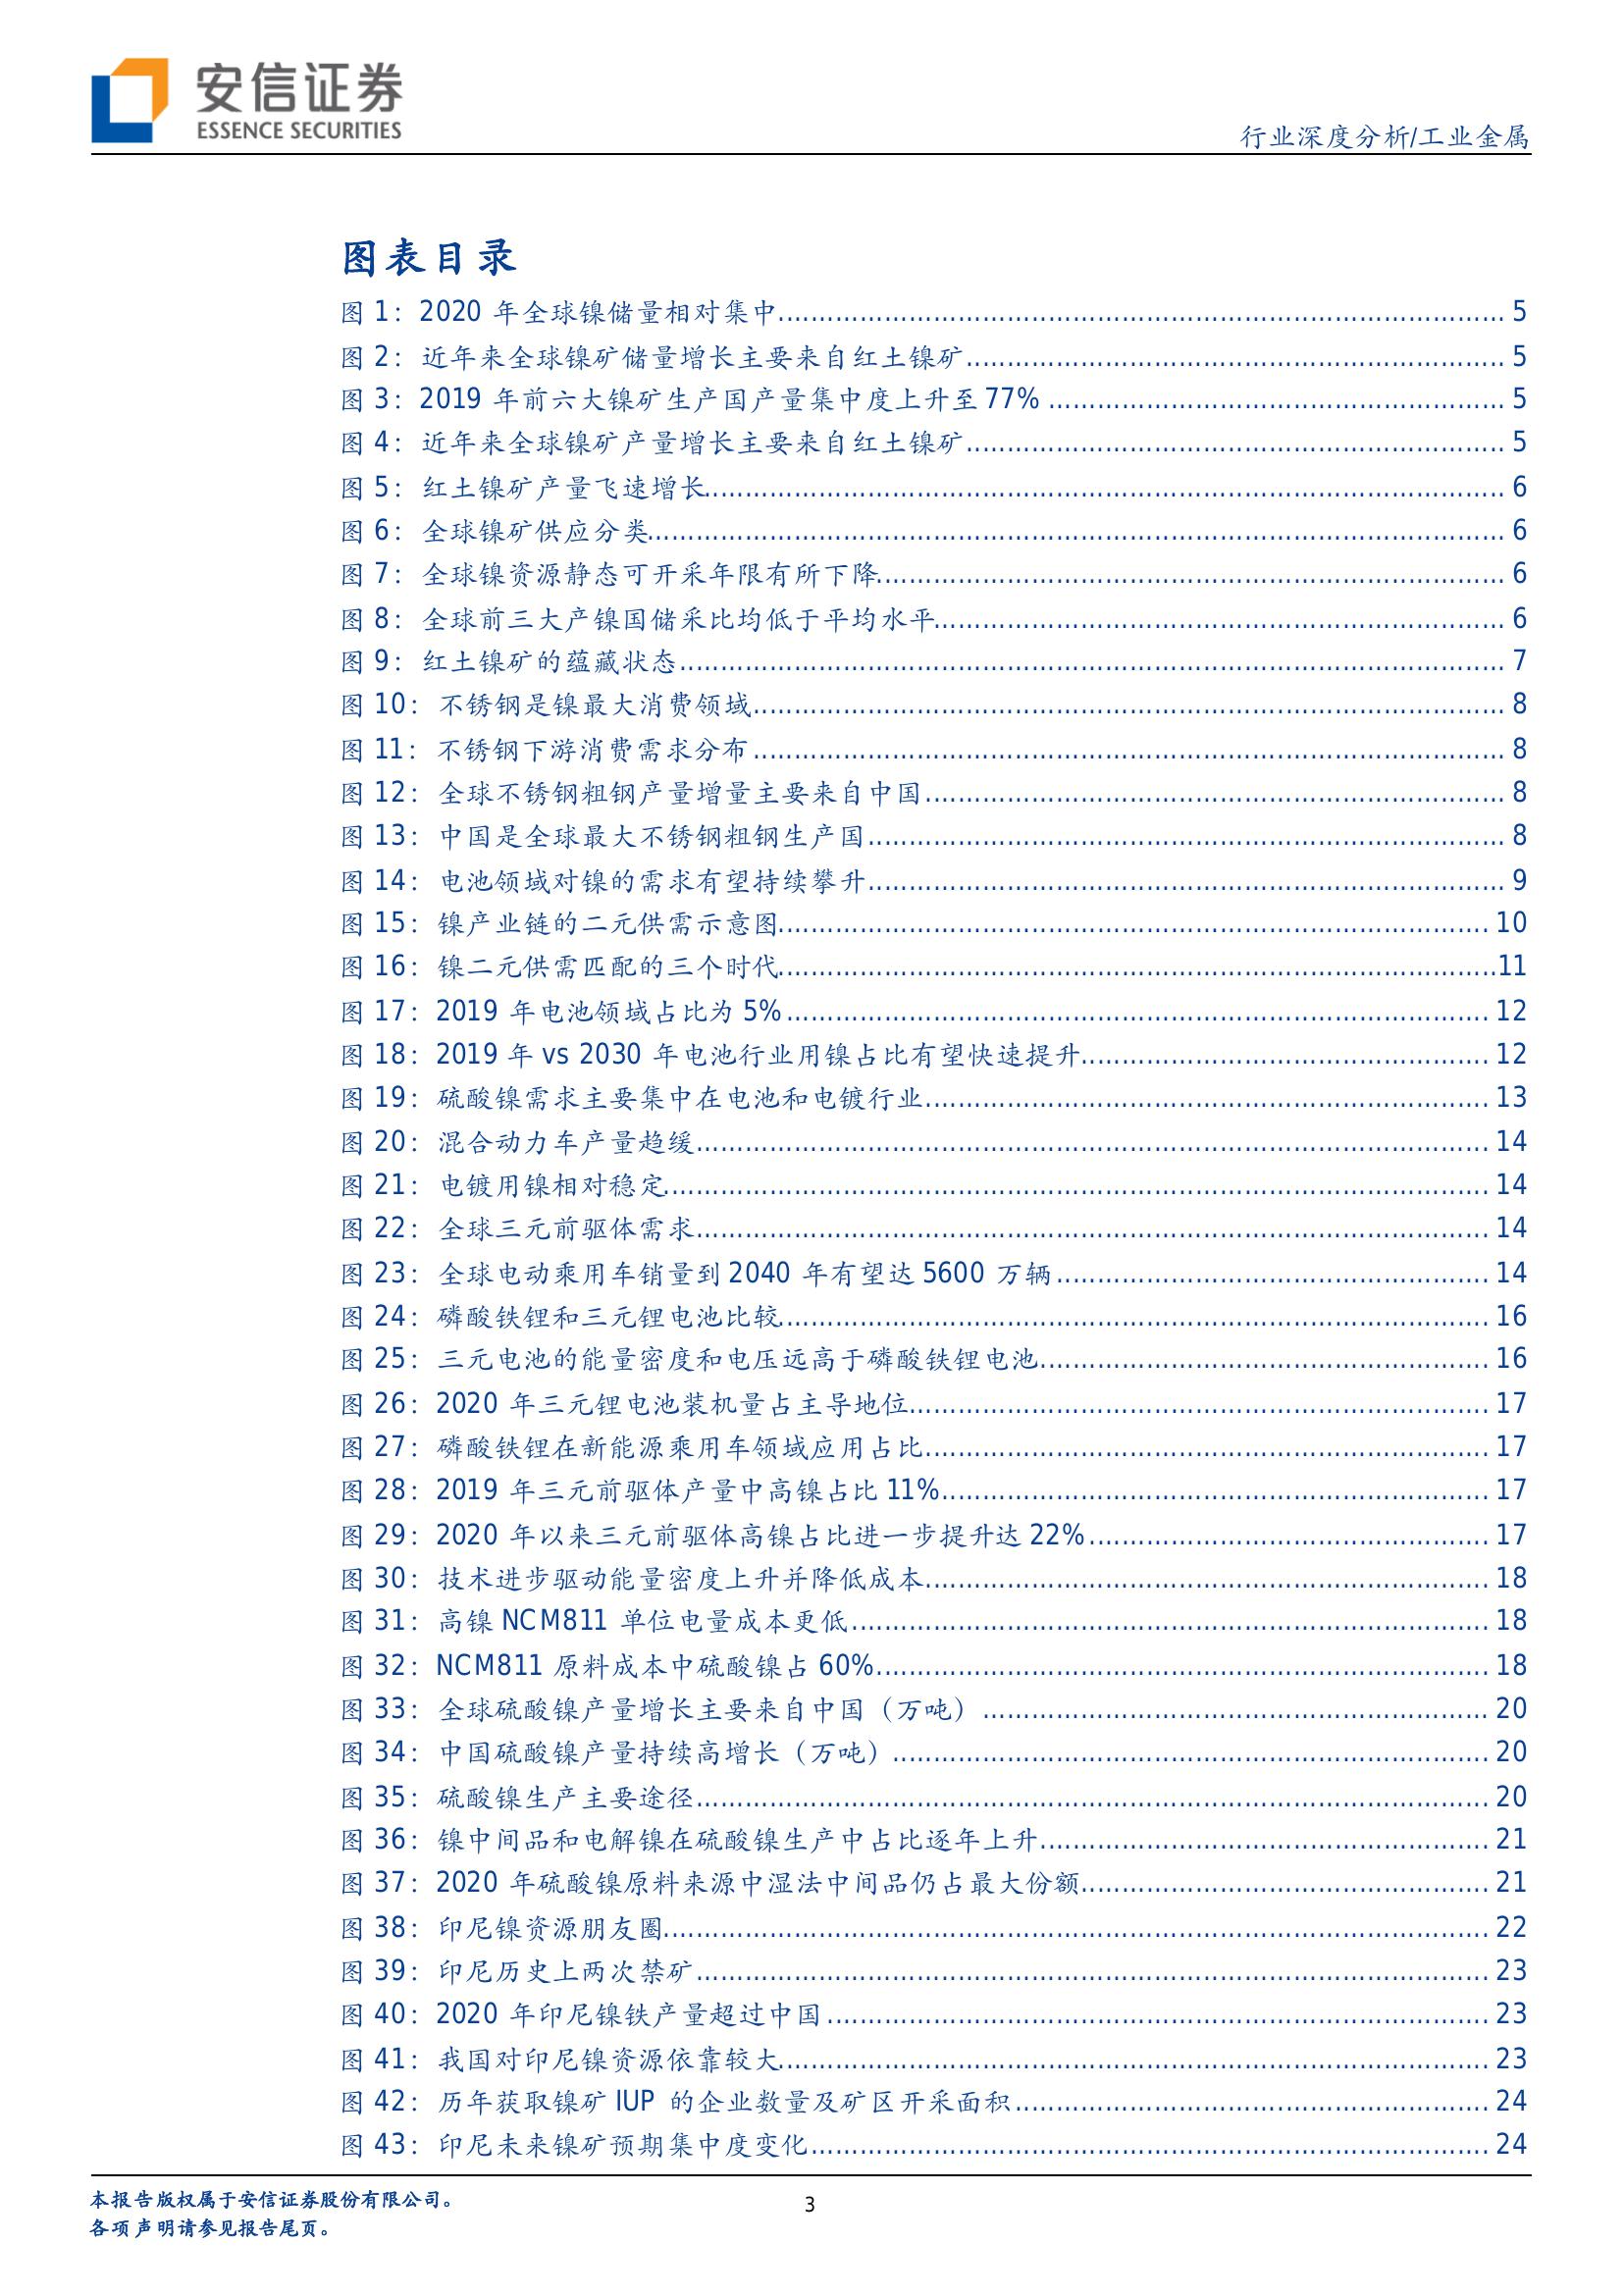 安信证券
ESSENCE SECURITIES
行业深度分析/工业金属
图表目录
图 1：2020 年全球镍储量相对集中 5
图 2：近年来全球镍矿储量增长主要来自红土镍矿 5
图 3：2019 年前六大镍矿生产国产量集中度上升至 77% 5
图 4：近年来全球镍矿产量增长主要来自红土镍矿 5
图 5：红土镍矿产量飞速增长 6
图 6：全球镍矿供应分类 6
图 7：全球镍资源静态可开采年限有所下降 6
图 8：全球前三大产镍国储采比均低于平均水平 6
图 9：红土镍矿的蕴藏状态 7
图 10：不锈钢是镍最大消费领域 8
图 11：不锈钢下游消费需求分布 8
图 12：全球不锈钢粗钢产量增量主要来自中国 8
图 13：中国是全球最大不锈钢粗钢生产国 8
图 14：电池领域对镍的需求有望持续攀升 9
图 15：镍产业链的二元供需示意图 10
图 16：镍二元供需匹配的三个时代 11
图 17：2019 年电池领域占比为 5% 12
图 18：2019 年 vs 2030 年电池行业用镍占比有望快速提升 12
图 19：硫酸镍需求主要集中在电池和电镀行业 13
图 20：混合动力车产量趋缓 14
图 21：电镀用镍相对稳定 14
图 22：全球三元前驱体需求 14
图 23：全球电动乘用车销量到 2040 年有望达 5600 万辆 14
图 24：磷酸铁锂和三元锂电池比较 16
图 25：三元电池的能量密度和电压远高于磷酸铁锂电池 16
图 26：2020 年三元锂电池装机量占主导地位 17
图 27：磷酸铁锂在新能源乘用车领域应用占比 17
图 28：2019 年三元前驱体产量中高镍占比 11% 17
图 29：2020 年以来三元前驱体高镍占比进一步提升达 22% 17
图 30：技术进步驱动能量密度上升并降低成本 18
图 31：高镍 NCM811 单位电量成本更低 18
图 32：NCM811 原料成本中硫酸镍占 60% 18
图 33：全球硫酸镍产量增长主要来自中国（万吨） 20
图 34：中国硫酸镍产量持续高增长（万吨） 20
图 35：硫酸镍生产主要途径 20
图 36：镍中间品和电解镍在硫酸镍生产中占比逐年上升 21
图 37：2020 年硫酸镍原料来源中湿法中间品仍占最大份额 21
图 38：印尼镍资源朋友圈 22
图 39：印尼历史上两次禁矿 23
图 40：2020 年印尼镍铁产量超过中国 23
图 41：我国对印尼镍资源依靠较大 23
图 42：历年获取镍矿 IUP 的企业数量及矿区开采面积 24
图 43：印尼未来镍矿预期集中度变化 24
本报告版权属于安信证券股份有限公司。
3
各项声明请参见报告尾页。